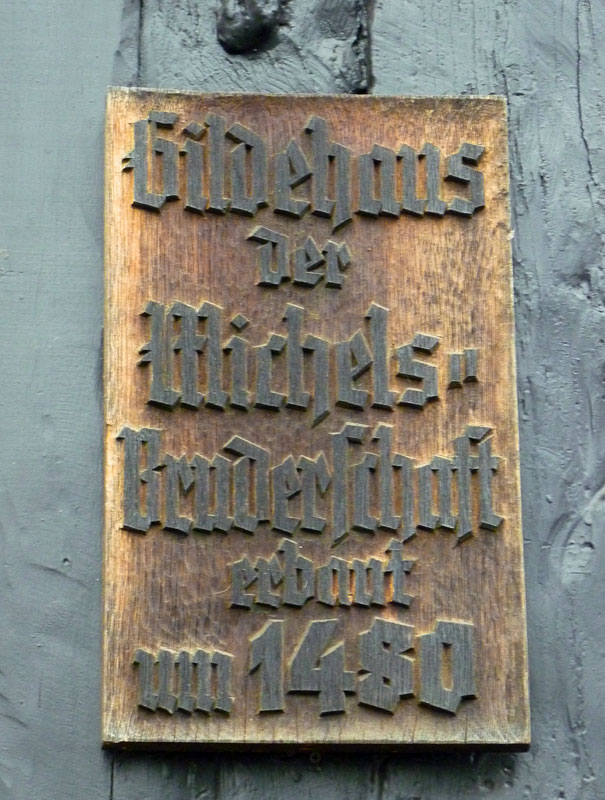 Gildehaus
der
Michels-
Bruderschaft
erbaut
um 1480